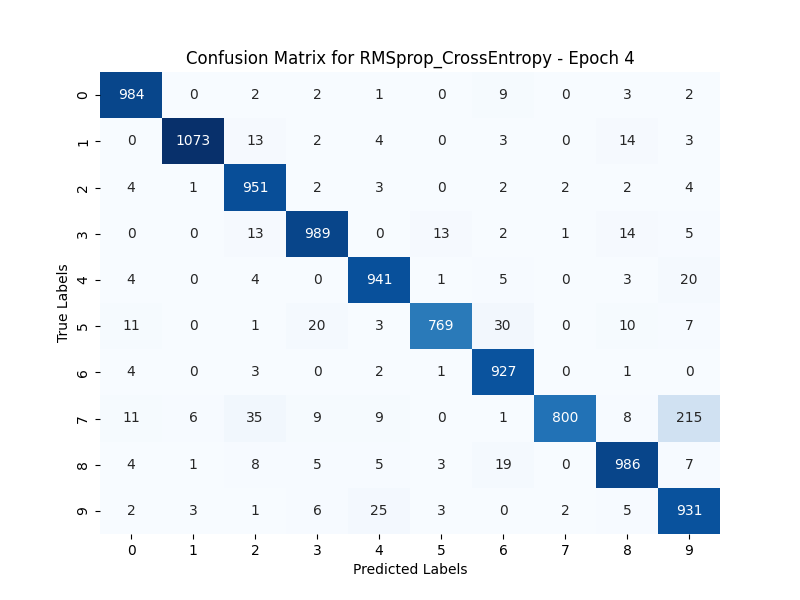 Confusion Matrix for RMSprop_CrossEntropy - Epoch 4
True Labels
0 984 0 2 2 1 0 9 0 3 2
1 0 1073 13 2 4 0 3 0 14 3
2 4 1 951 2 3 0 2 2 2 4
3 0 0 13 989 0 13 2 1 14 5
4 4 0 4 0 941 1 5 0 3 20
5 11 0 1 20 3 769 30 0 10 7
6 4 0 3 0 2 1 927 0 1 0
7 11 6 35 9 9 0 1 800 8 215
8 4 1 8 5 5 3 19 0 986 7
9 2 3 1 6 25 3 0 2 5 931
0 1 2 3 4 5 6 7 8 9
Predicted Labels